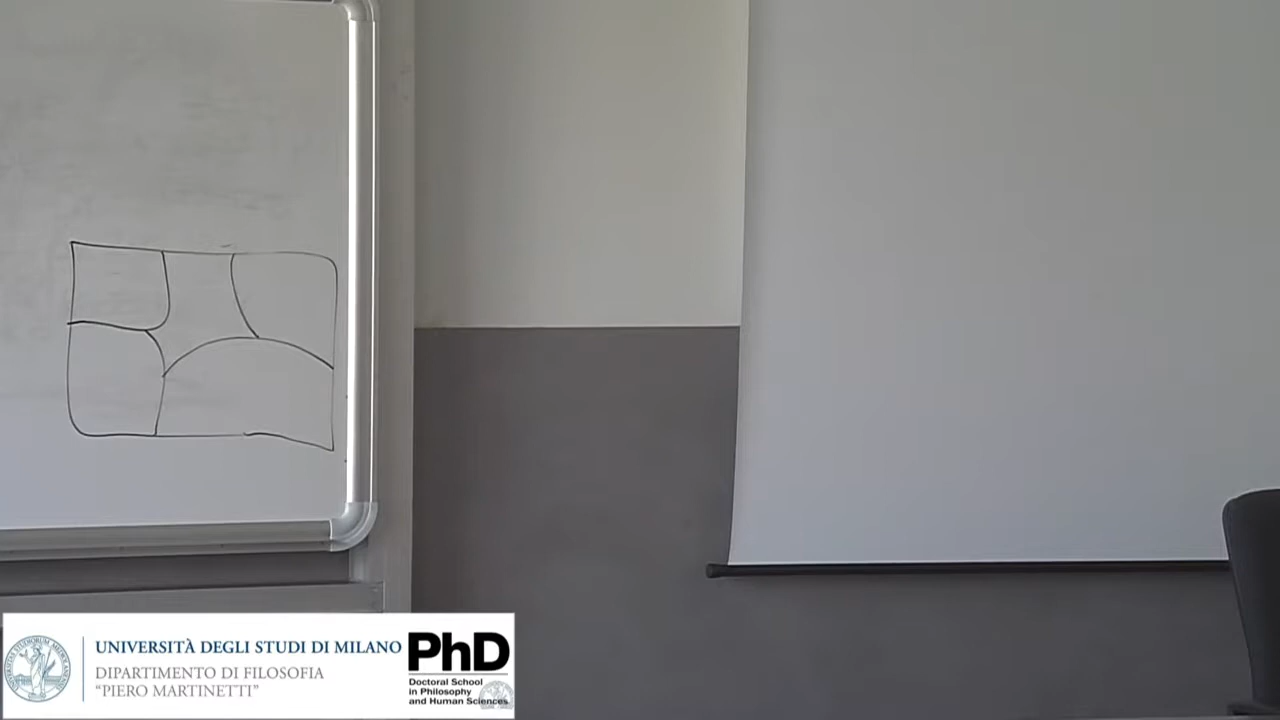 UNIVERSITÀ DEGLI STUDI DI MILANO
DIPARTIMENTO DI FILOSOFIA
"PIERO MARTINETTI"
PhD
Doctoral School
in Philosophy
and Human Sciences